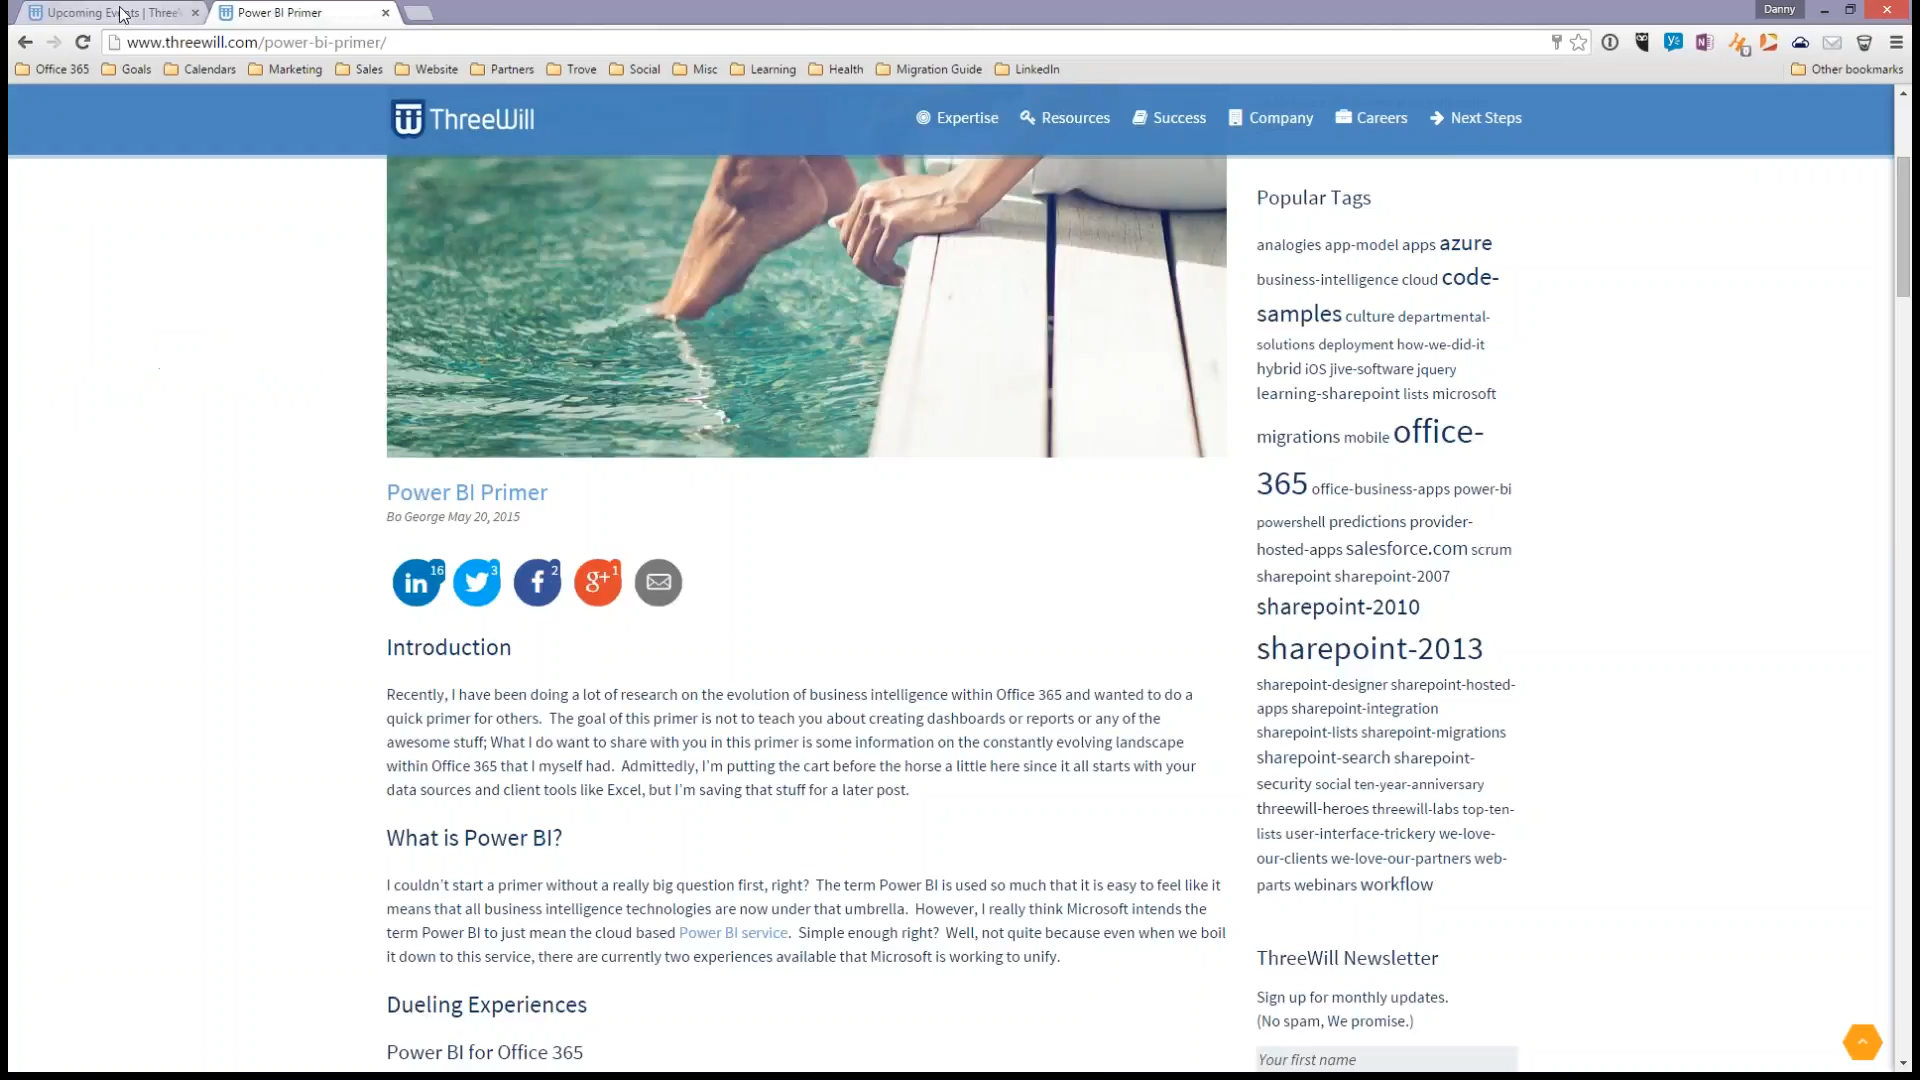 Upcoming Events | Three
Power BI Primer
Danny
www.threewill.com/power-bi-primer/
Office 365 Goals Calendars Marketing Sales Website Partners Trove Social Misc Learning Health Migration Guide LinkedIn Other bookmarks
ThreeWill
Expertise Resources Success Company Careers Next Steps
Power BI Primer
Bo George May 20, 2015
in 16 3 f 2 g+ 1
Introduction
Recently, I have been doing a lot of research on the evolution of business intelligence within Office 365 and wanted to do a
quick primer for others. The goal of this primer is not to teach you about creating dashboards or reports or any of the
awesome stuff; What I do want to share with you in this primer is some information on the constantly evolving landscape
within Office 365 that I myself had. Admittedly, I'm putting the cart before the horse a little here since it all starts with your
data sources and client tools like Excel, but I'm saving that stuff for a later post.
What is Power BI?
I couldn't start a primer without a really big question first, right? The term Power BI is used so much that it is easy to feel like it
means that all business intelligence technologies are now under that umbrella. However, I really think Microsoft intends the
term Power BI to just mean the cloud based Power BI service. Simple enough right? Well, not quite because even when we boil
it down to this service, there are currently two experiences available that Microsoft is working to unify.
Dueling Experiences
Power BI for Office 365
Popular Tags
analogies app-model apps azure
business-intelligence cloud code-
samples culture departmental-
solutions deployment how-we-did-it
hybrid iOS jive-software jquery
learning-sharepoint lists microsoft
migrations mobile office-
365 office-business-apps power-bi
powershell predictions provider-
hosted-apps salesforce.com scrum
sharepoint sharepoint-2007
sharepoint-2010
sharepoint-2013
sharepoint-designer sharepoint-hosted-
apps sharepoint-integration
sharepoint-lists sharepoint-migrations
sharepoint-search sharepoint-
security social ten-year-anniversary
threewill-heroes threewill-labs top-ten-
lists user-interface-trickery we-love-
our-clients we-love-our-partners web-
parts webinars workflow
ThreeWill Newsletter
Sign up for monthly updates.
(No spam, We promise.)
Your first name